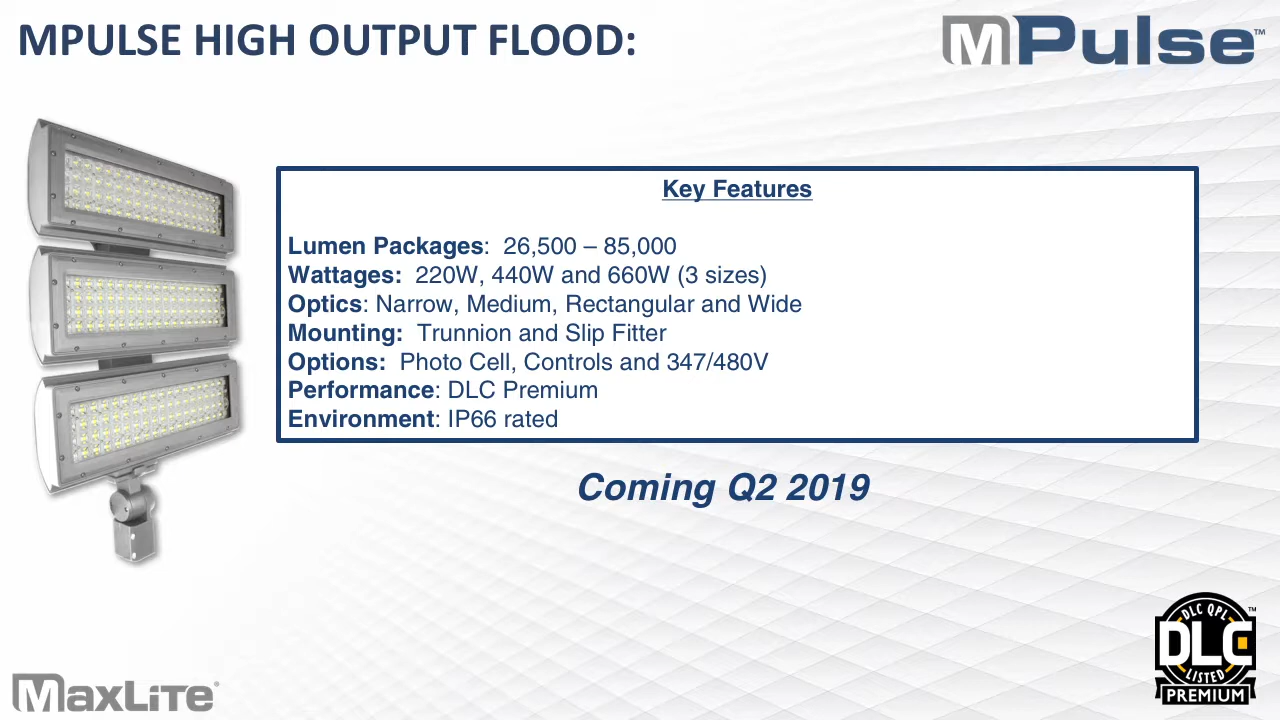 MPULSE HIGH OUTPUT FLOOD:
MPulse™
Key Features
Lumen Packages:  26,500 – 85,000
Wattages:  220W, 440W and 660W (3 sizes)
Optics: Narrow, Medium, Rectangular and Wide
Mounting:  Trunnion and Slip Fitter
Options:  Photo Cell, Controls and 347/480V
Performance: DLC Premium
Environment: IP66 rated
Coming Q2 2019
DLC QPL
™
DLC
LISTED
PREMIUM
MAXLITE®